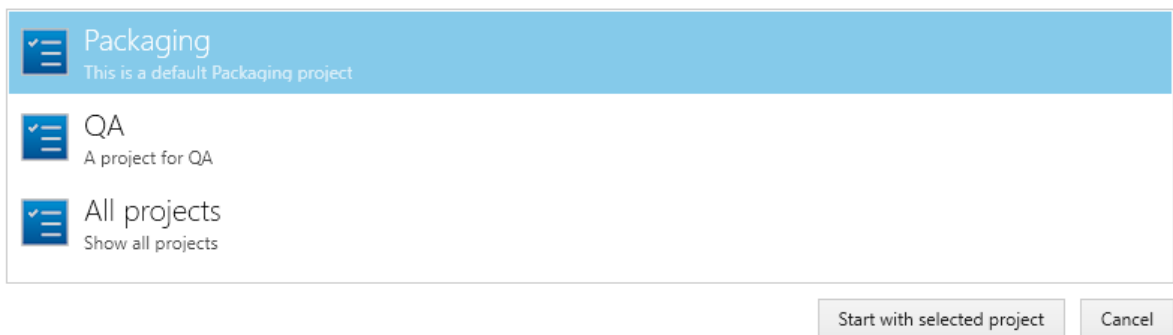 Packaging
This is a default Packaging project
QA
A project for QA
All projects
Show all projects
Start with selected project
Cancel